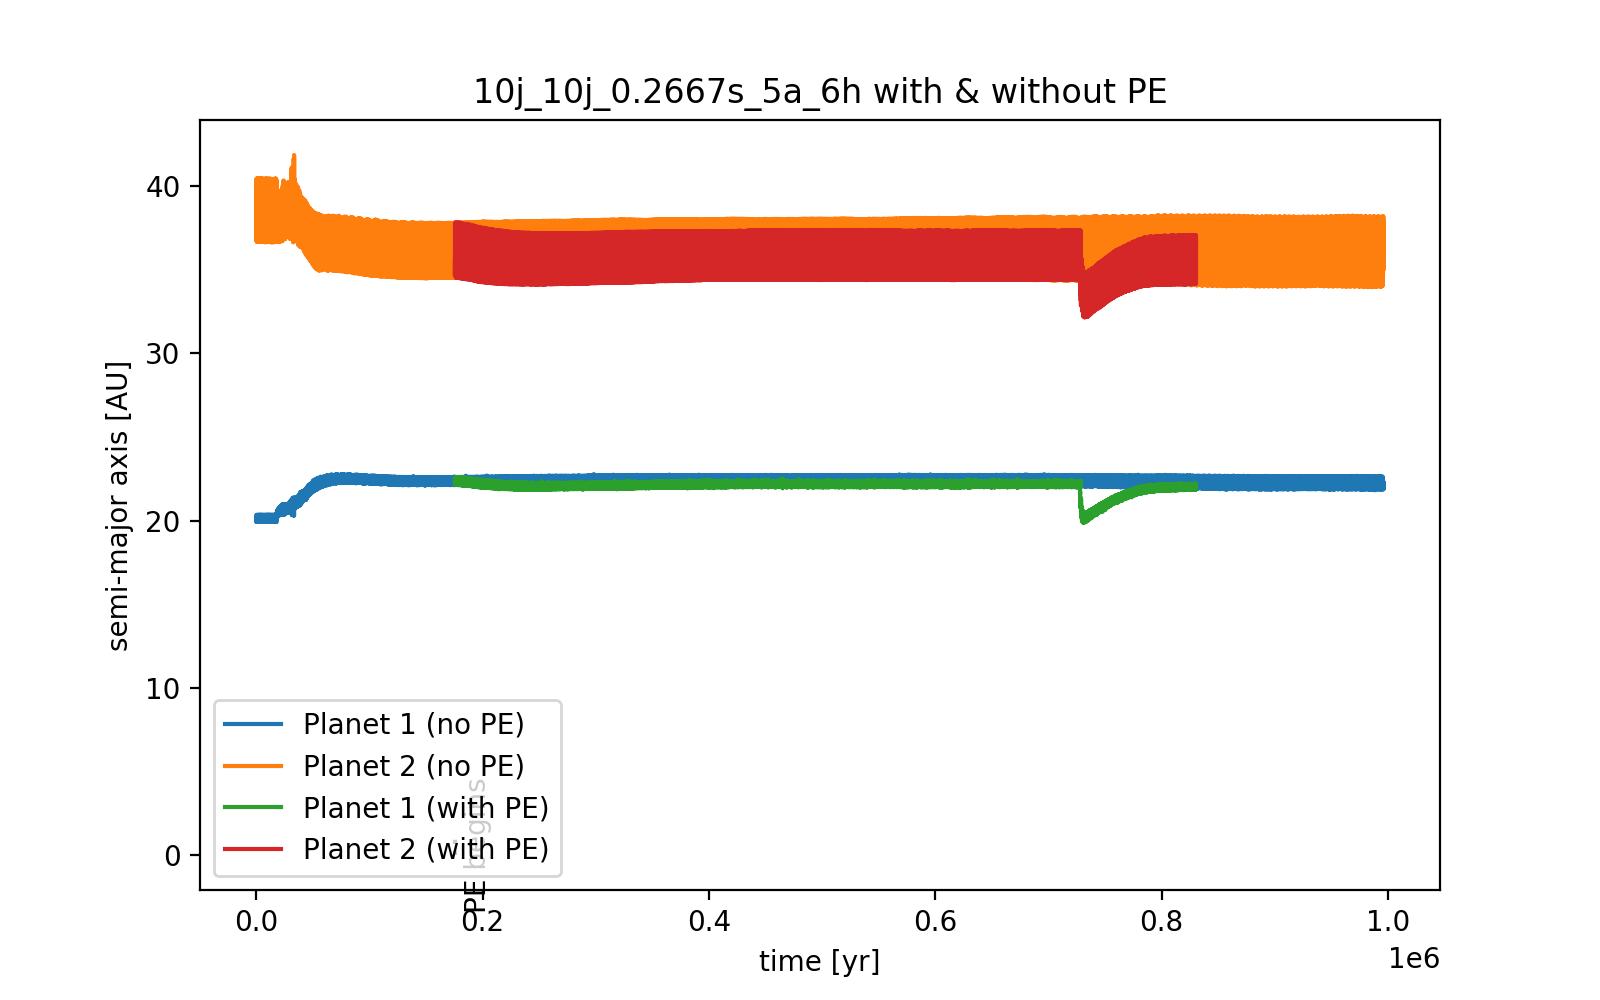 10j_10j_0.2667s_5a_6h with & without PE
semi-major axis [AU]
40
30
20
10
0
Planet 1 (no PE)
Planet 2 (no PE)
Planet 1 (with PE)
Planet 2 (with PE)
PE begins
0.0
0.2
0.4
0.6
0.8
1.0
time [yr]
1e6